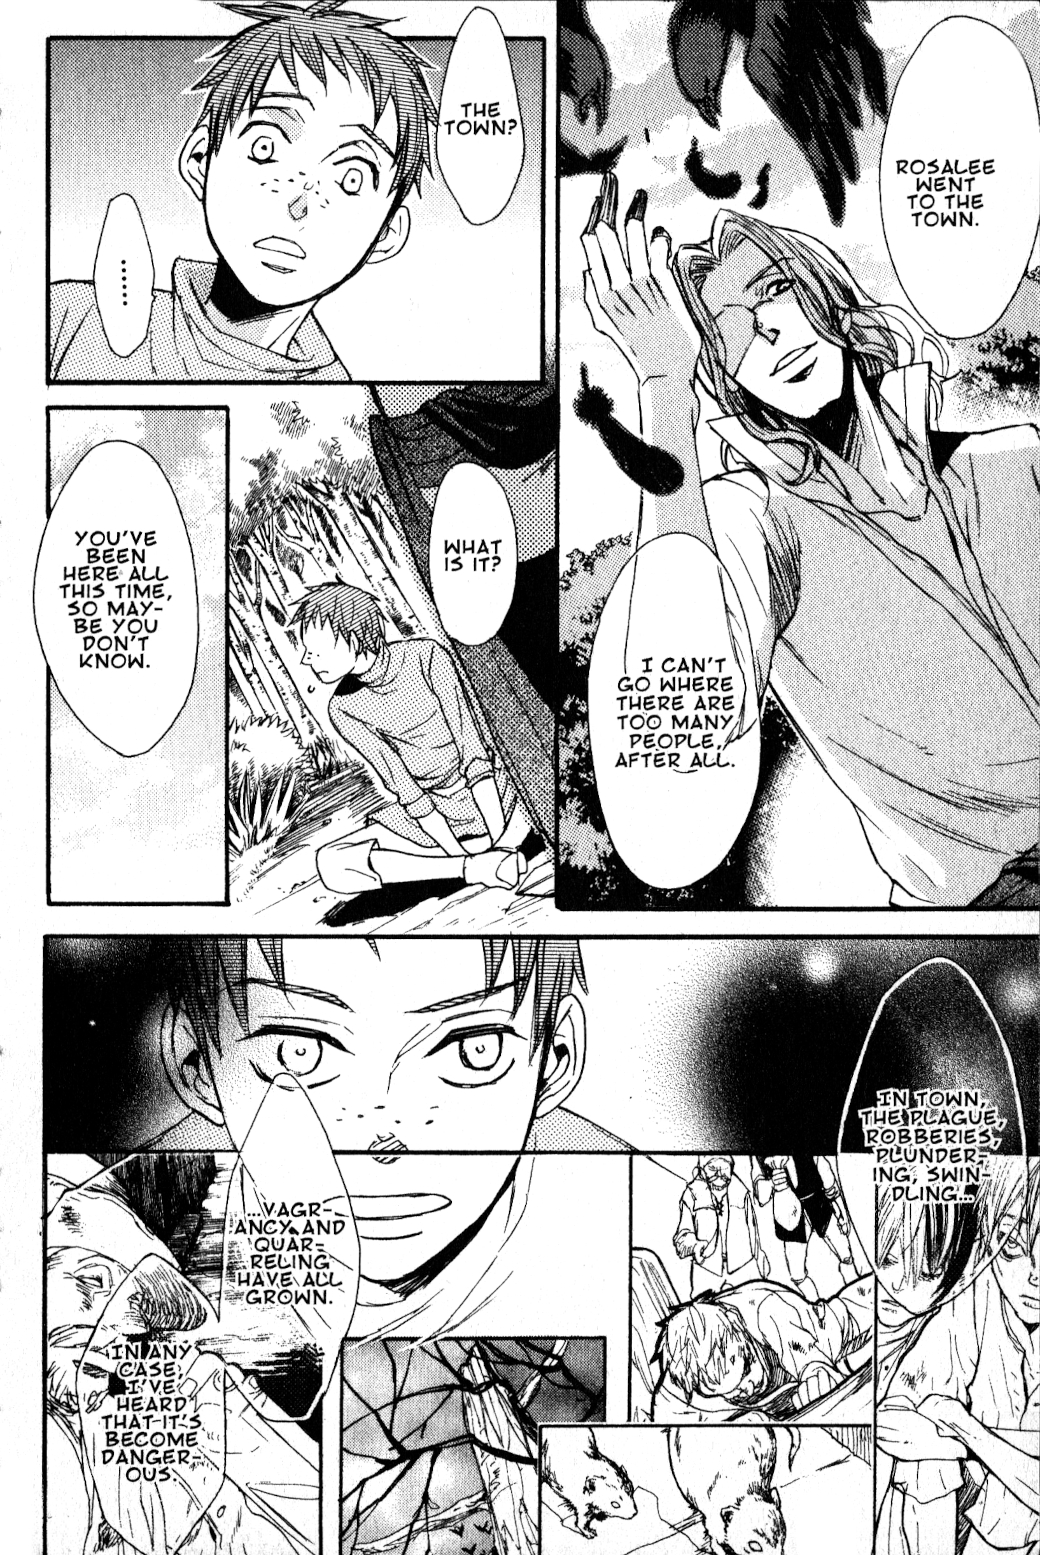 ROSALEE
WENT
TO THE
TOWN.
I CAN'T
GO WHERE
THERE ARE
TOO MANY
PEOPLE,
AFTER ALL.
THE
TOWN?
......
WHAT
IS IT?
YOU'VE
BEEN
HERE ALL
THIS TIME,
SO MAY-
BE YOU
DON'T
KNOW.
IN TOWN,
THE PLAGUE,
ROBBERIES,
PLUNDER-
ING, SWIN-
DLING...
...VAGR-
ANCY AND
QUAR-
RELING
HAVE ALL
GROWN.
IN ANY
CASE,
I'VE
HEARD
THAT IT'S
BECOME
DANGER-
OUS.